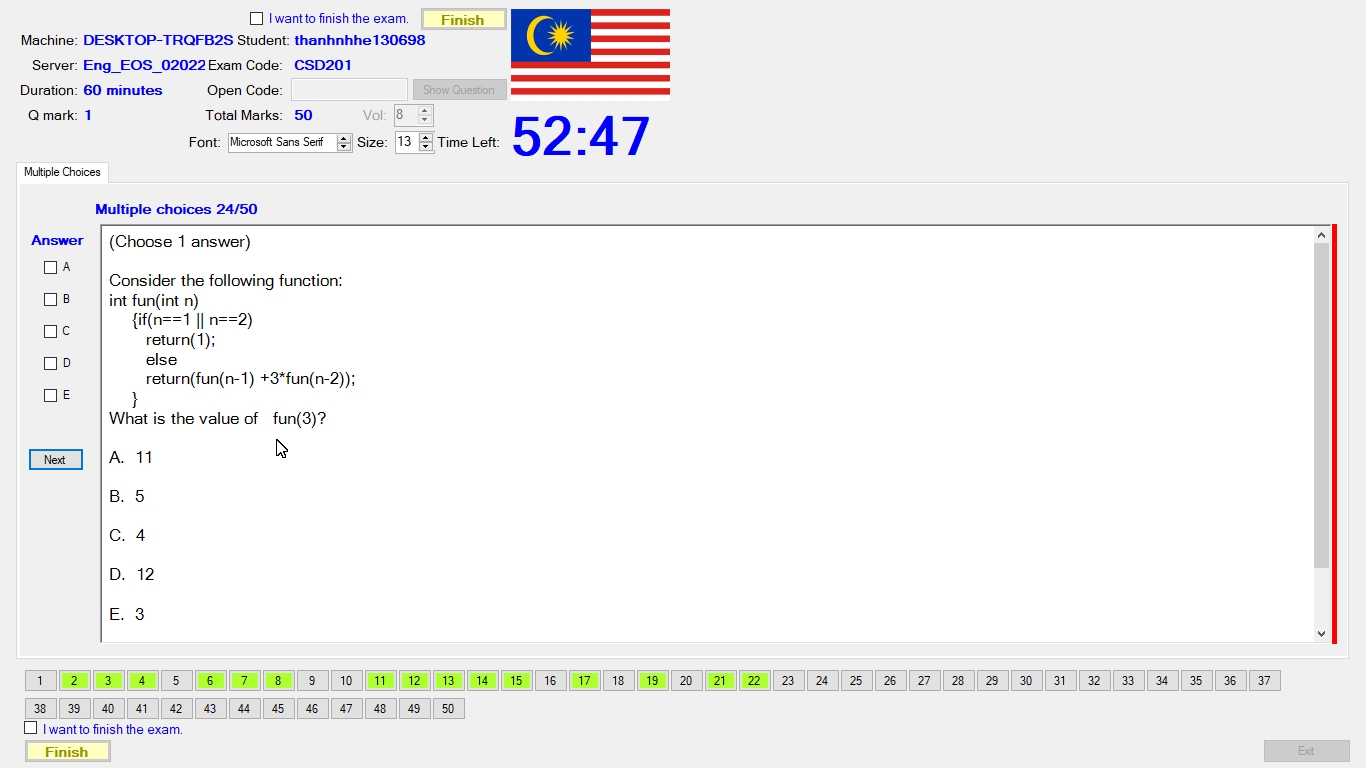 I want to finish the exam. Finish
Machine: DESKTOP-TRQFB2S Student: thanhnhhe130698
Server: Eng_EOS_02022 Exam Code: CSD201
Duration: 60 minutes Open Code: Show Question
Q mark: 1 Total Marks: 50 Vol: 8
Font: Microsoft Sans Serif Size: 13 Time Left: 52:47
Multiple Choices
Multiple choices 24/50
Answer
A
B
C
D
E
Next
(Choose 1 answer)
Consider the following function:
int fun(int n)
{if(n==1 || n==2)
return(1);
else
return(fun(n-1) +3*fun(n-2));
}
What is the value of fun(3)?
A. 11
B. 5
C. 4
D. 12
E. 3
1 2 3 4 5 6 7 8 9 10 11 12 13 14 15 16 17 18 19 20 21 22 23 24 25 26 27 28 29 30 31 32 33 34 35 36 37
38 39 40 41 42 43 44 45 46 47 48 49 50
I want to finish the exam.
Finish
Exit